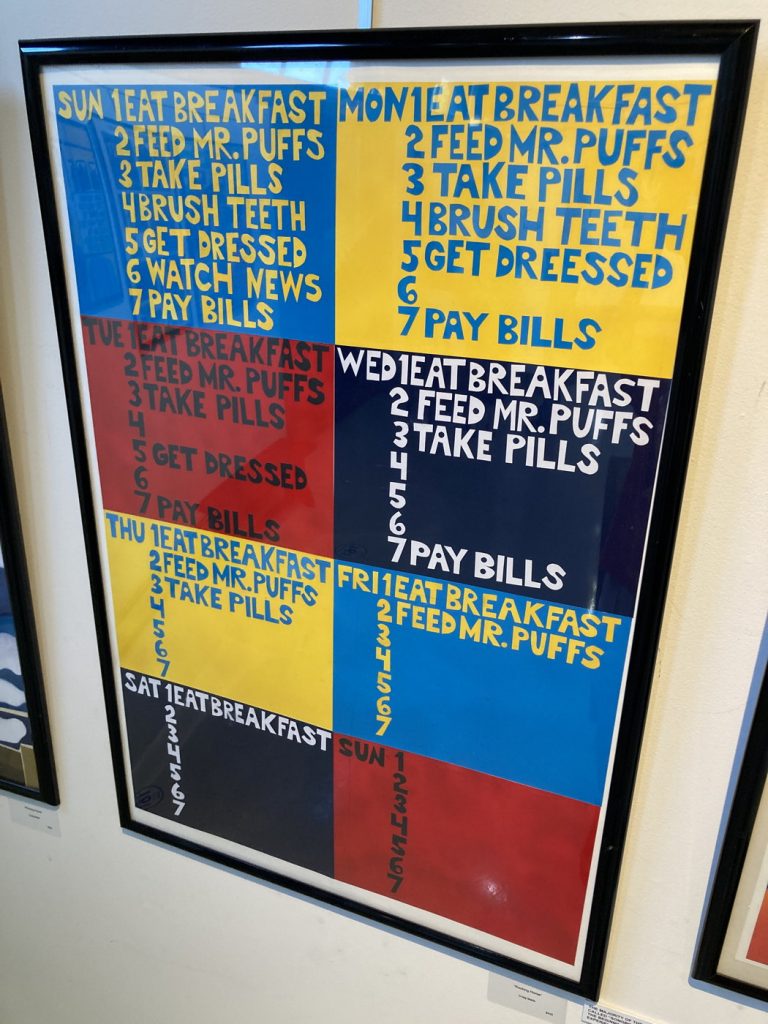 SUN 1 EAT BREAKFAST
2 FEED MR. PUFFS
3 TAKE PILLS
4 BRUSH TEETH
5 GET DRESSED
6 WATCH NEWS
7 PAY BILLS
MON 1 EAT BREAKFAST
2 FEED MR. PUFFS
3 TAKE PILLS
4 BRUSH TEETH
5 GET DREESSED
6
7 PAY BILLS
TUE 1 EAT BREAKFAST
2 FEED MR. PUFFS
3 TAKE PILLS
4
5 GET DRESSED
6
7 PAY BILLS
WED 1 EAT BREAKFAST
2 FEED MR. PUFFS
3 TAKE PILLS
4
5
6
7 PAY BILLS
THU 1 EAT BREAKFAST
2 FEED MR. PUFFS
3 TAKE PILLS
4
5
6
7
FRI 1 EAT BREAKFAST
2 FEED MR. PUFFS
3
4
5
6
7
SAT 1 EAT BREAKFAST
2
3
4
5
6
7
SUN 1
2
3
4
5
6
7